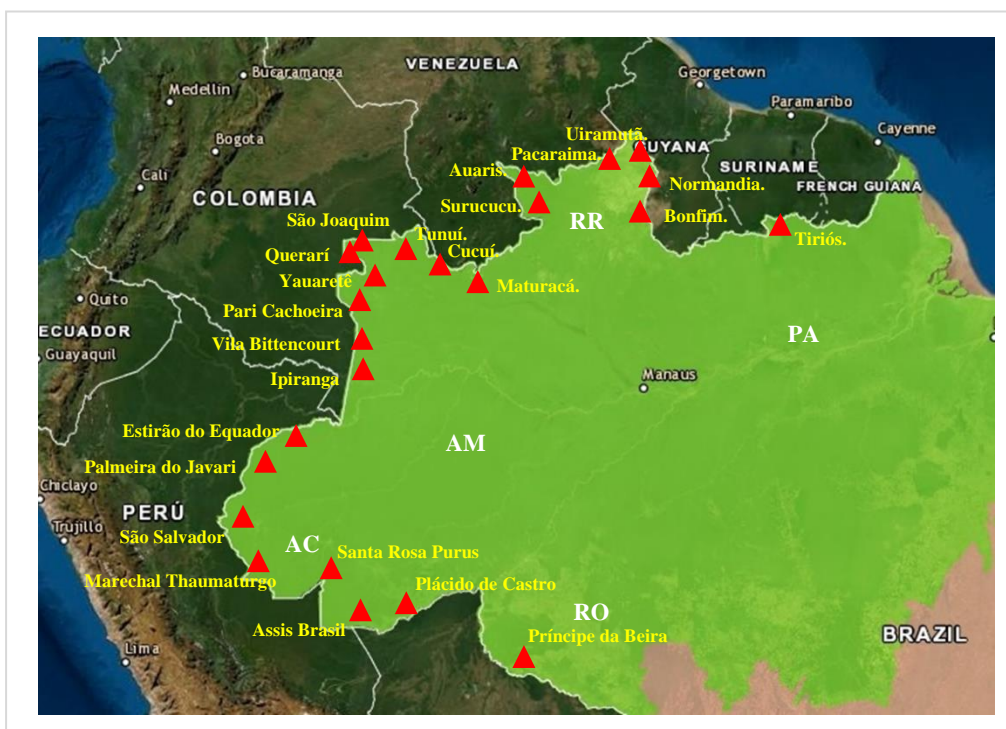 VENEZUELA
Bucaramanga
Georgetown
Medellín
Paramaribo
Uiramutã.
Cayenne
Bogota
GUYANA
Pacaraima.
SURINAME
Auaris.
Cali
Normandia.
FRENCH GUIANA
COLOMBIA
Surucucu.
São Joaquim
RR
Bonfim.
Tunuí.
Tiriós.
Querarí
Cucuí.
Yauaretê
Maturacá.
Quito
Pari Cachoeira
ECUADOR
PA
Vila Bittencourt
Guayaquil
Manaus
Ipiranga
Estirão do Equador
AM
Palmeira do Javari
Chiclayo
PERÚ
Trujillo
São Salvador
AC
Santa Rosa Purus
Marechal Thaumaturgo
Plácido de Castro
RO
Assis Brasil
Príncipe da Beira
BRAZIL
Lima